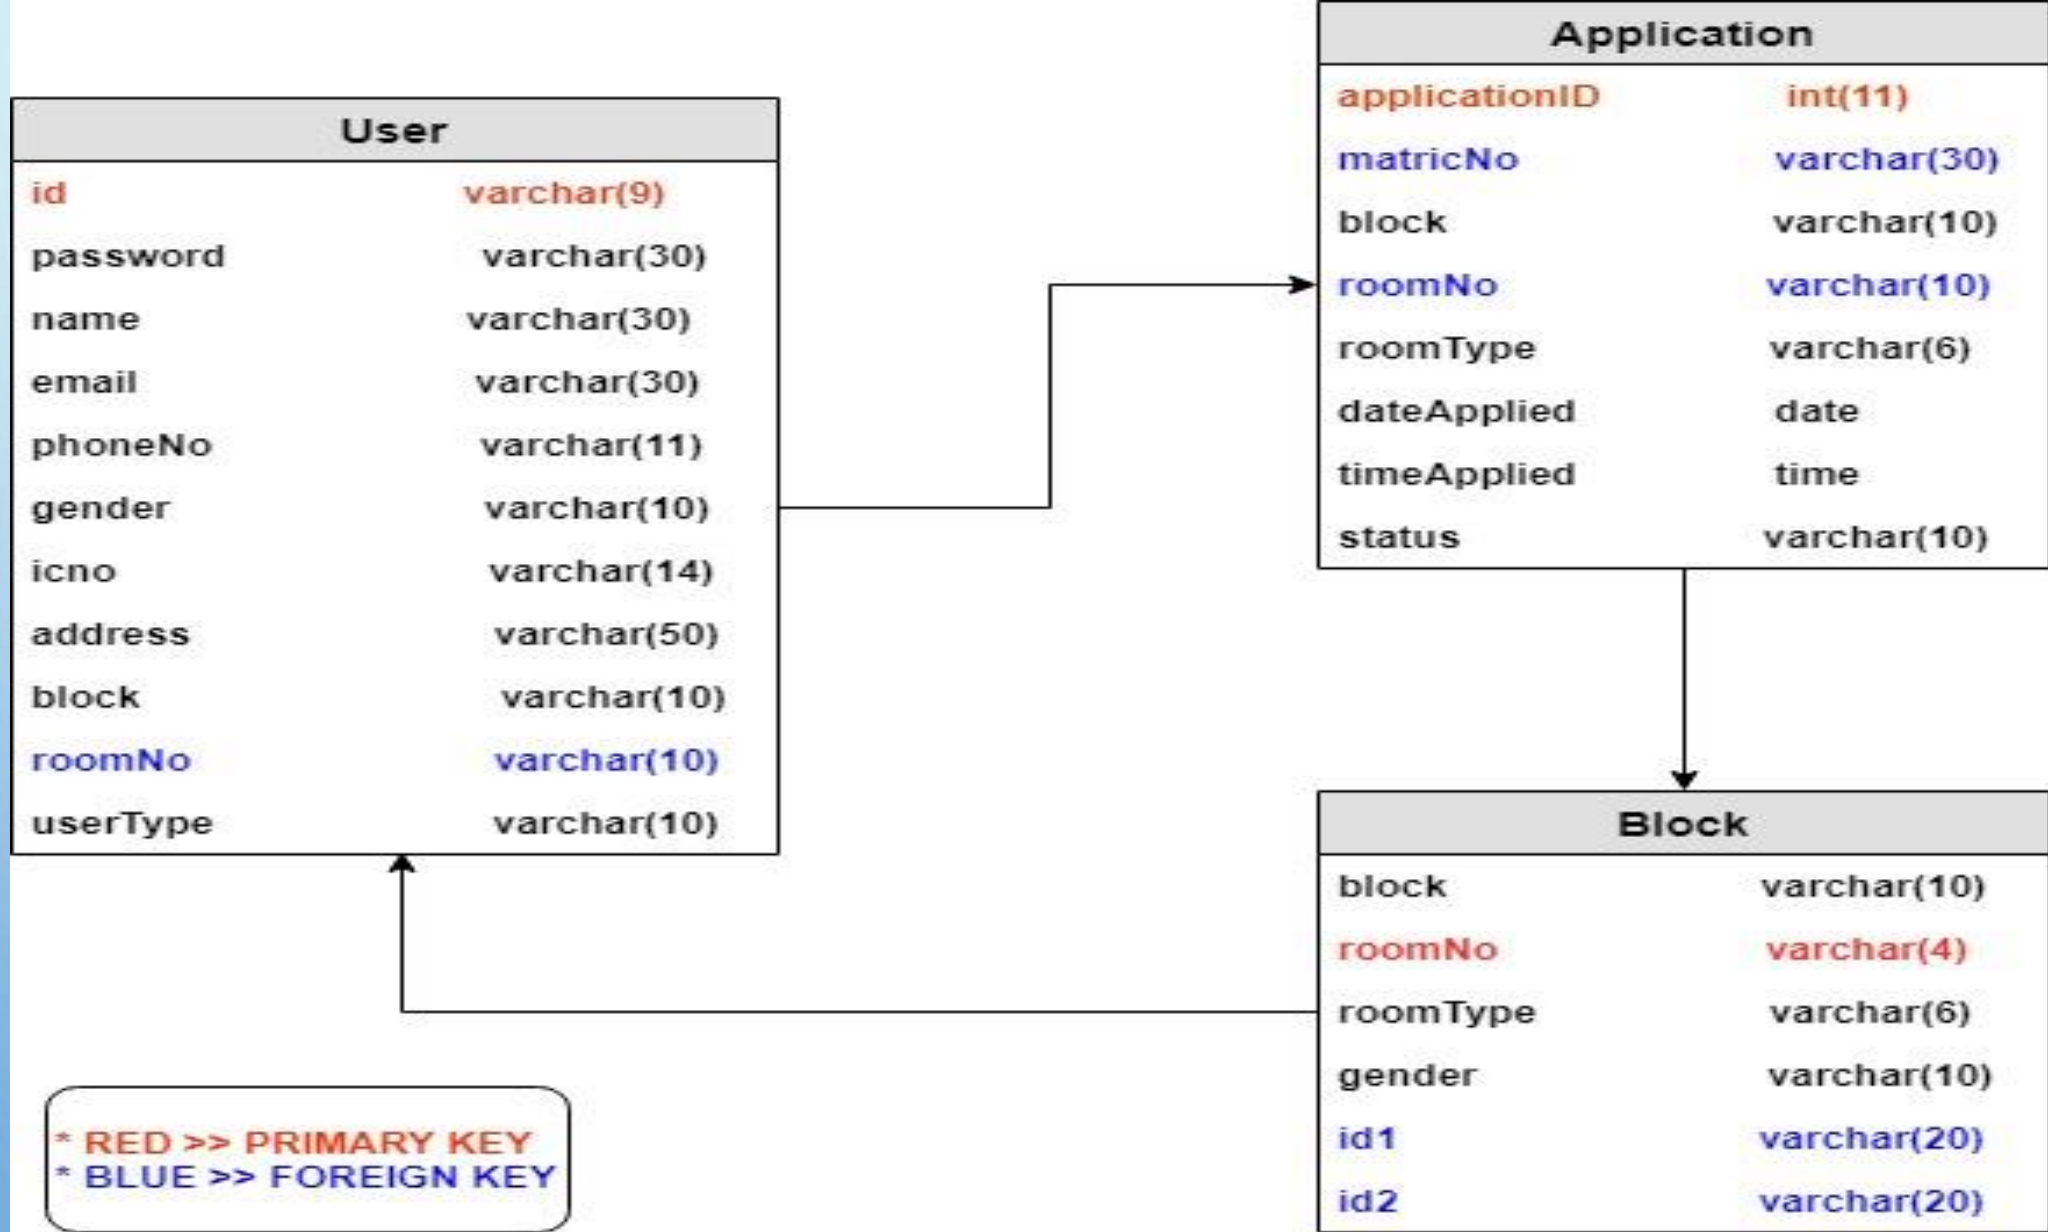 User
id varchar(9)
password varchar(30)
name varchar(30)
email varchar(30)
phoneNo varchar(11)
gender varchar(10)
icno varchar(14)
address varchar(50)
block varchar(10)
roomNo varchar(10)
userType varchar(10)
Application
applicationID int(11)
matricNo varchar(30)
block varchar(10)
roomNo varchar(10)
roomType varchar(6)
dateApplied date
timeApplied time
status varchar(10)
Block
block varchar(10)
roomNo varchar(4)
roomType varchar(6)
gender varchar(10)
id1 varchar(20)
id2 varchar(20)
* RED >> PRIMARY KEY
* BLUE >> FOREIGN KEY